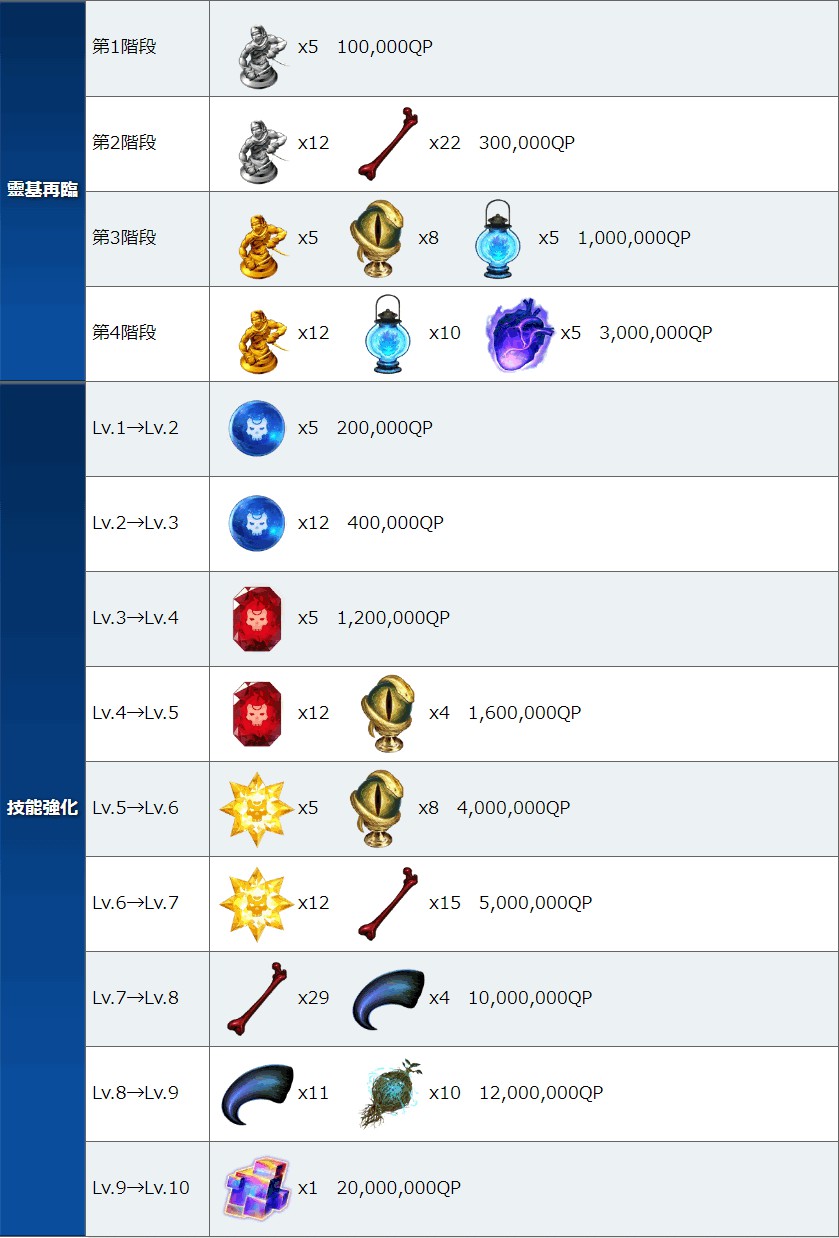 靈基再臨
第1階段 x5 100,000QP
第2階段 x12 x22 300,000QP
第3階段 x5 x8 x5 1,000,000QP
第4階段 x12 x10 x5 3,000,000QP
技能強化
Lv.1→Lv.2 x5 200,000QP
Lv.2→Lv.3 x12 400,000QP
Lv.3→Lv.4 x5 1,200,000QP
Lv.4→Lv.5 x12 x4 1,600,000QP
Lv.5→Lv.6 x5 x8 4,000,000QP
Lv.6→Lv.7 x12 x15 5,000,000QP
Lv.7→Lv.8 x29 x4 10,000,000QP
Lv.8→Lv.9 x11 x10 12,000,000QP
Lv.9→Lv.10 x1 20,000,000QP